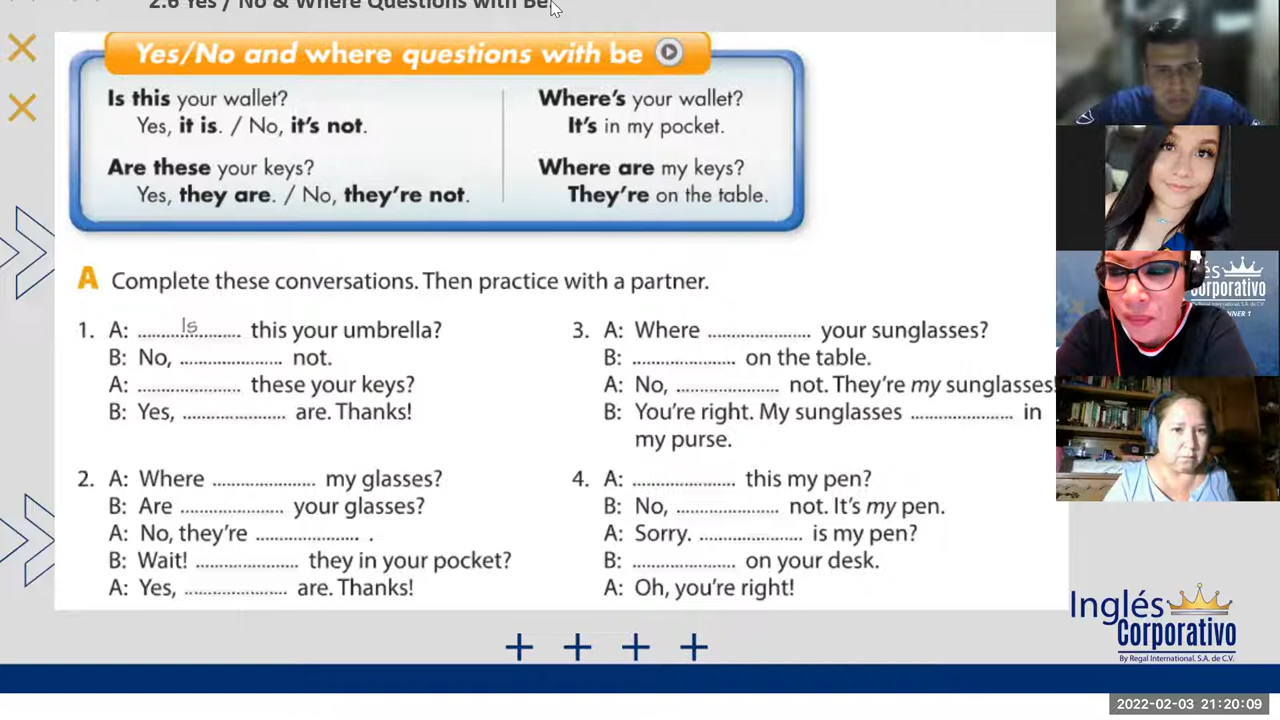 2.6 Yes / No & Where Questions with Be
Yes/No and where questions with be
Is this your wallet?
Yes, it is. / No, it's not.
Are these your keys?
Yes, they are. / No, they're not.
Where's your wallet?
It's in my pocket.
Where are my keys?
They're on the table.
A Complete these conversations. Then practice with a partner.
1. A: ........Is........ this your umbrella?
B: No, .................... not.
A: .................... these your keys?
B: Yes, .................... are. Thanks!
2. A: Where .................... my glasses?
B: Are .................... your glasses?
A: No, they're .................... .
B: Wait! .................... they in your pocket?
A: Yes, .................... are. Thanks!
3. A: Where .................... your sunglasses?
B: .................... on the table.
A: No, .................... not. They're my sunglasses!
B: You're right. My sunglasses .................... in
my purse.
4. A: .................... this my pen?
B: No, .................... not. It's my pen.
A: Sorry. .................... is my pen?
B: .................... on your desk.
A: Oh, you're right!
Inglés
Corporativo
By Regal International, S.A. de C.V.
2022-02-03 21:20:09